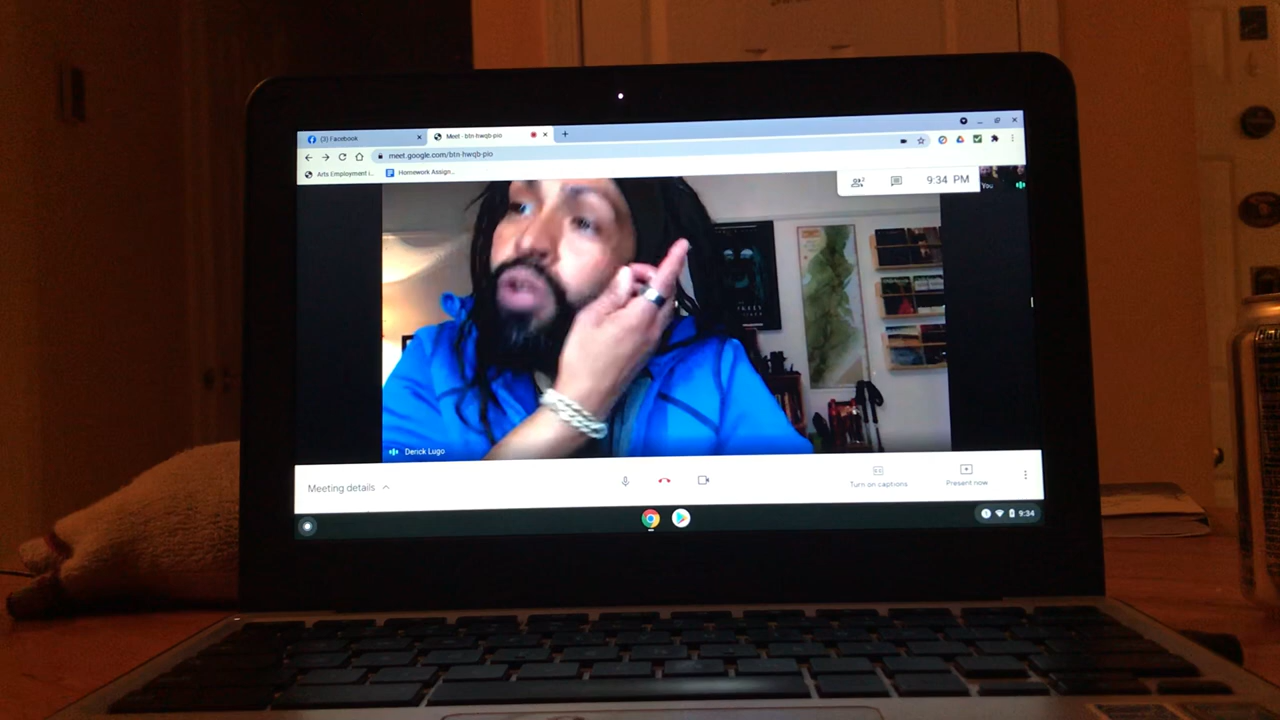 (3) Facebook
Meet - btn-hwqb-pio
meet.google.com/btn-hwqb-pio
Arts Employment i...
Homework Assign...
2
9:34 PM
You
Derick Lugo
Meeting details
Turn on captions
Present now
9:34